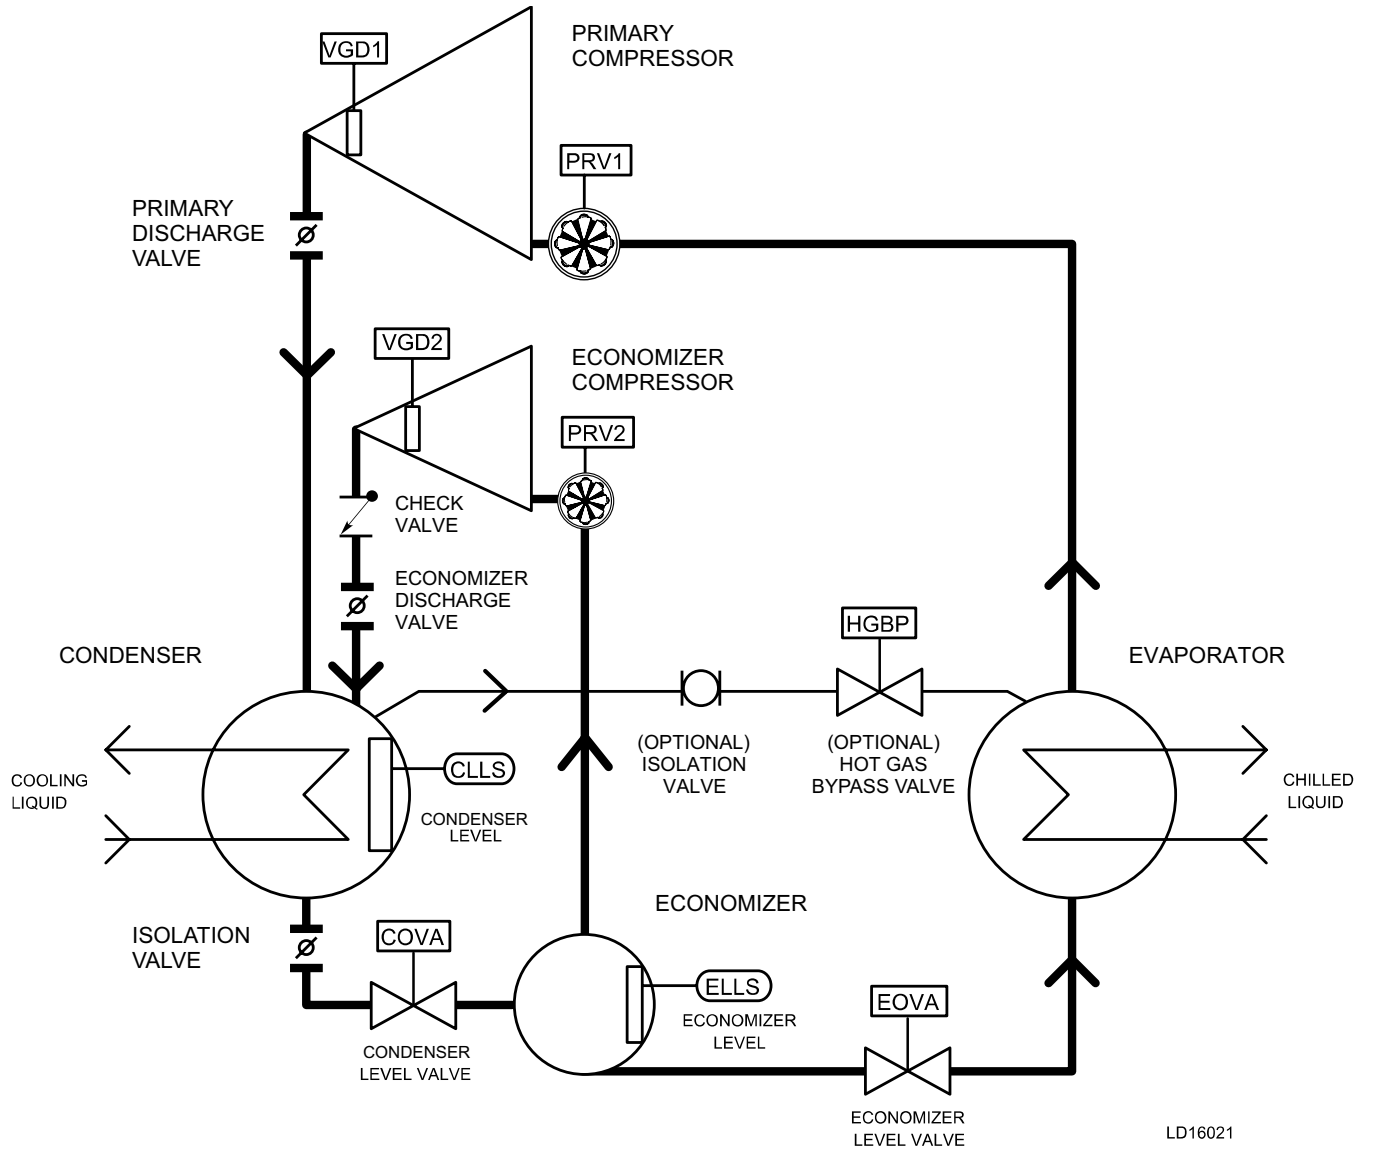 PRIMARY
COMPRESSOR
VGD1
PRV1
PRIMARY
DISCHARGE
VALVE
VGD2
ECONOMIZER
COMPRESSOR
PRV2
CHECK
VALVE
ECONOMIZER
DISCHARGE
VALVE
HGBP
CONDENSER
EVAPORATOR
(OPTIONAL)
ISOLATION
VALVE
(OPTIONAL)
HOT GAS
BYPASS VALVE
COOLING
LIQUID
CLLS
CONDENSER
LEVEL
CHILLED
LIQUID
ECONOMIZER
ISOLATION
VALVE
COVA
ELLS
ECONOMIZER
LEVEL
EOVA
CONDENSER
LEVEL VALVE
ECONOMIZER
LEVEL VALVE
LD16021